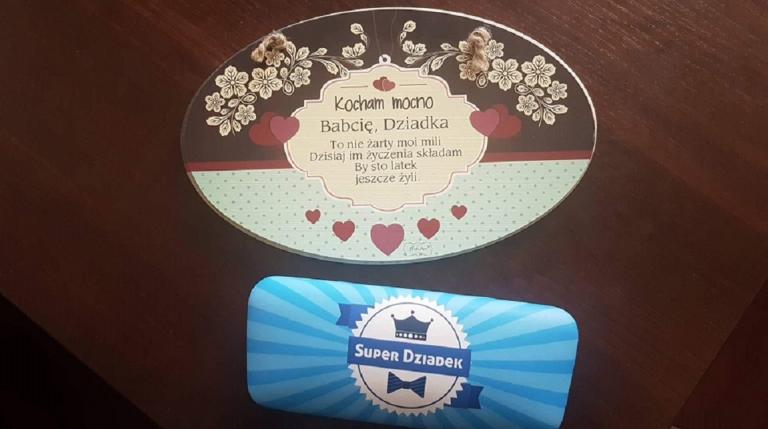 Kocham mocno
Babcię, Dziadka
To nie żarty moi mili
Dzisiaj im życzenia składam
By sto latek
jeszcze żyli.
Super Dziadek